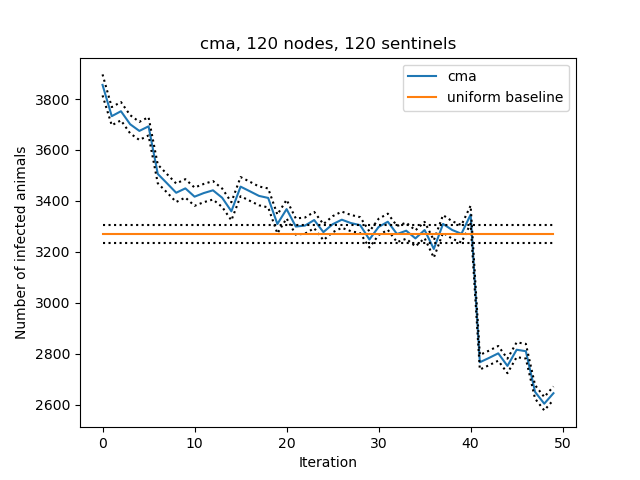 cma, 120 nodes, 120 sentinels
cma
uniform baseline
Number of infected animals
3800
3600
3400
3200
3000
2800
2600
0 10 20 30 40 50
Iteration